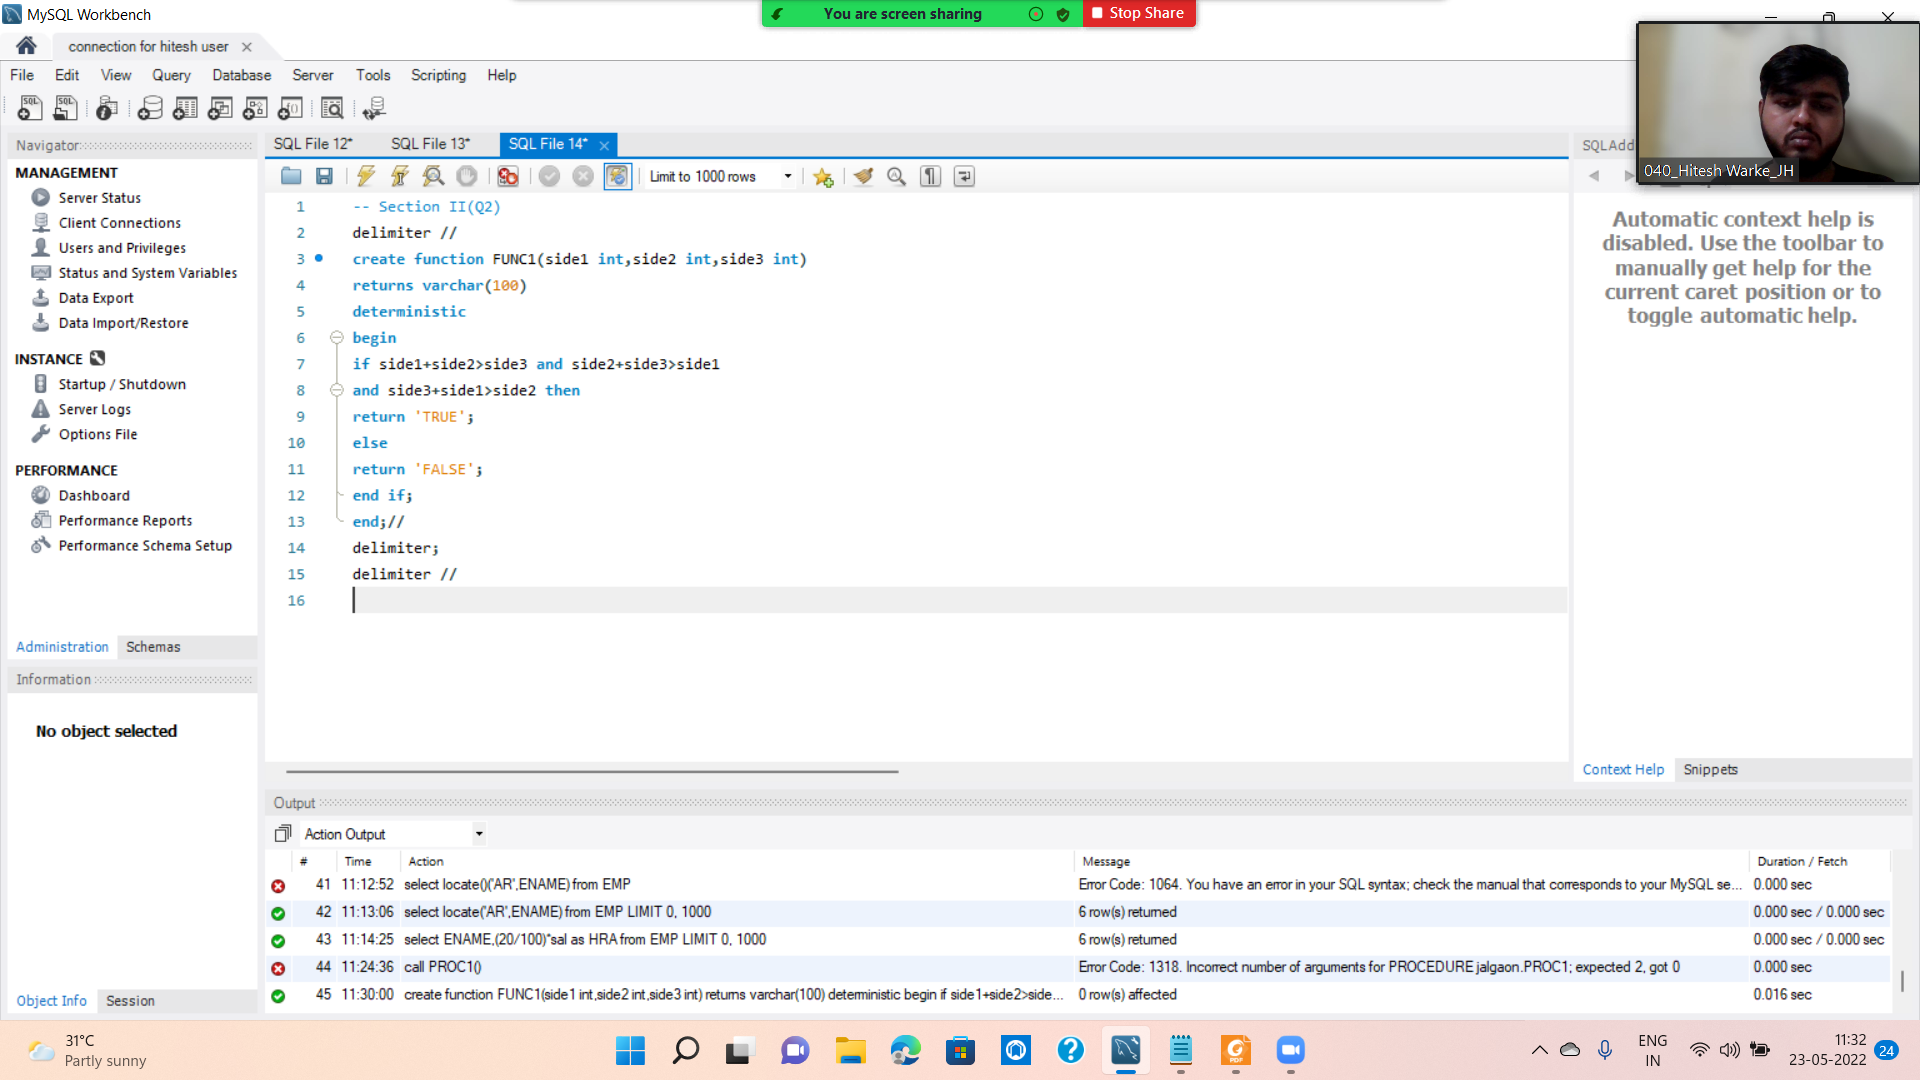 MySQL Workbench
You are screen sharing
Stop Share
connection for hitesh user
File Edit View Query Database Server Tools Scripting Help
Navigator
SQL File 12*
SQL File 13*
SQL File 14*
SQLAdd
040_Hitesh Warke_JH
MANAGEMENT
Server Status
Client Connections
Users and Privileges
Status and System Variables
Data Export
Data Import/Restore
INSTANCE
Startup / Shutdown
Server Logs
Options File
PERFORMANCE
Dashboard
Performance Reports
Performance Schema Setup
Administration Schemas
Information
No object selected
Object Info Session
Limit to 1000 rows
1 -- Section II(Q2)
2 delimiter //
3 create function FUNC1(side1 int,side2 int,side3 int)
4 returns varchar(100)
5 deterministic
6 begin
7 if side1+side2>side3 and side2+side3>side1
8 and side3+side1>side2 then
9 return 'TRUE';
10 else
11 return 'FALSE';
12 end if;
13 end;//
14 delimiter;
15 delimiter //
16
Automatic context help is
disabled. Use the toolbar to
manually get help for the
current caret position or to
toggle automatic help.
Context Help Snippets
Output
Action Output
# Time Action Message Duration / Fetch
41 11:12:52 select locate()('AR',ENAME) from EMP Error Code: 1064. You have an error in your SQL syntax; check the manual that corresponds to your MySQL se... 0.000 sec
42 11:13:06 select locate('AR',ENAME) from EMP LIMIT 0, 1000 6 row(s) returned 0.000 sec / 0.000 sec
43 11:14:25 select ENAME,(20/100)*sal as HRA from EMP LIMIT 0, 1000 6 row(s) returned 0.000 sec / 0.000 sec
44 11:24:36 call PROC1() Error Code: 1318. Incorrect number of arguments for PROCEDURE jalgaon.PROC1; expected 2, got 0 0.000 sec
45 11:30:00 create function FUNC1(side1 int,side2 int,side3 int) returns varchar(100) deterministic begin if side1+side2>side... 0 row(s) affected 0.016 sec
31°C
Partly sunny
ENG
IN
11:32
23-05-2022
24